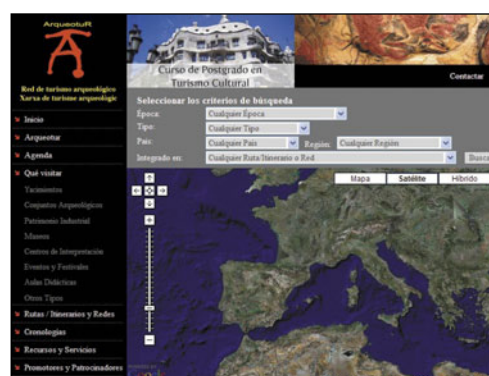 ArqueotuR
Red de turismo arqueológico
Xarxa de turisme arqueològic
Inicio
Arqueotur
Agenda
Qué visitar
Yacimientos
Conjuntos Arqueológicos
Patrimonio Industrial
Museos
Centros de Interpretación
Eventos y Festivales
Aulas Didácticas
Otros Tipos
Rutas / Itinerarios y Redes
Cronologías
Recursos y Servicios
Promotores y Patrocinadores
Curso de Postgrado en
Turismo Cultural
Contactar
Seleccionar los criterios de búsqueda
Época: Cualquier Época
Tipo: Cualquier Tipo
País: Cualquier País Región: Cualquier Región
Integrado en: Cualquier Ruta/Itinerario o Red Busca
Mapa Satélite Híbrido